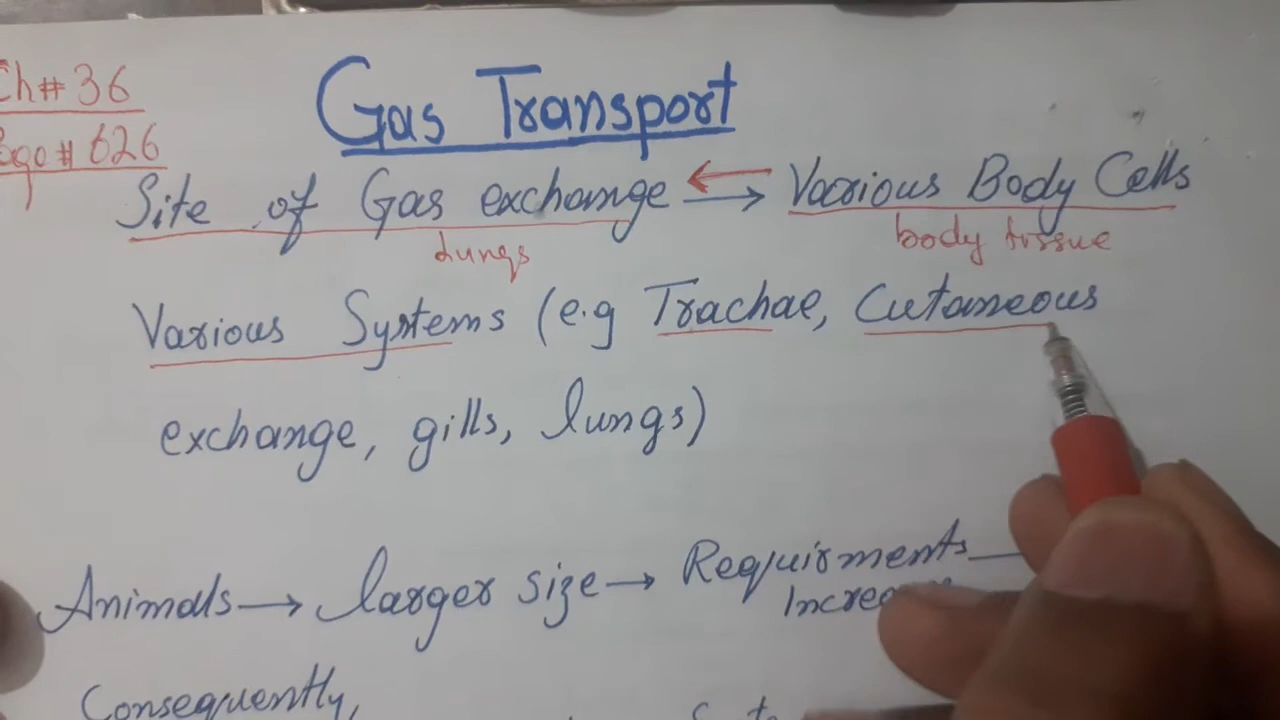 Ch# 36
Gas Transport
Page# 626
Site of Gas exchange ⇄ Various Body Cells
Lungs body tissue
Various Systems (e.g Trachae, Cutaneous
exchange, gills, lungs)
Animals → larger size → Requirments
Increa
Consequently,